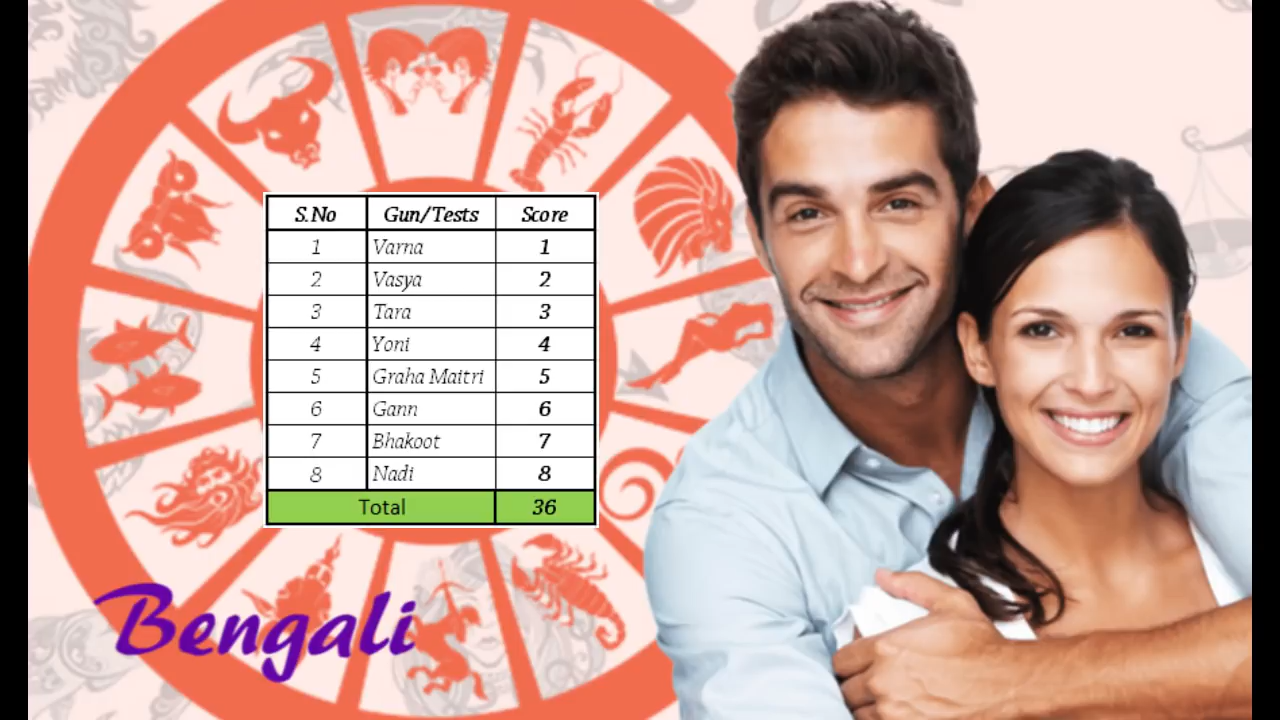 S.No Gun/Tests Score
1 Varna 1
2 Vasya 2
3 Tara 3
4 Yoni 4
5 Graha Maitri 5
6 Gann 6
7 Bhakoot 7
8 Nadi 8
Total 36
Bengali